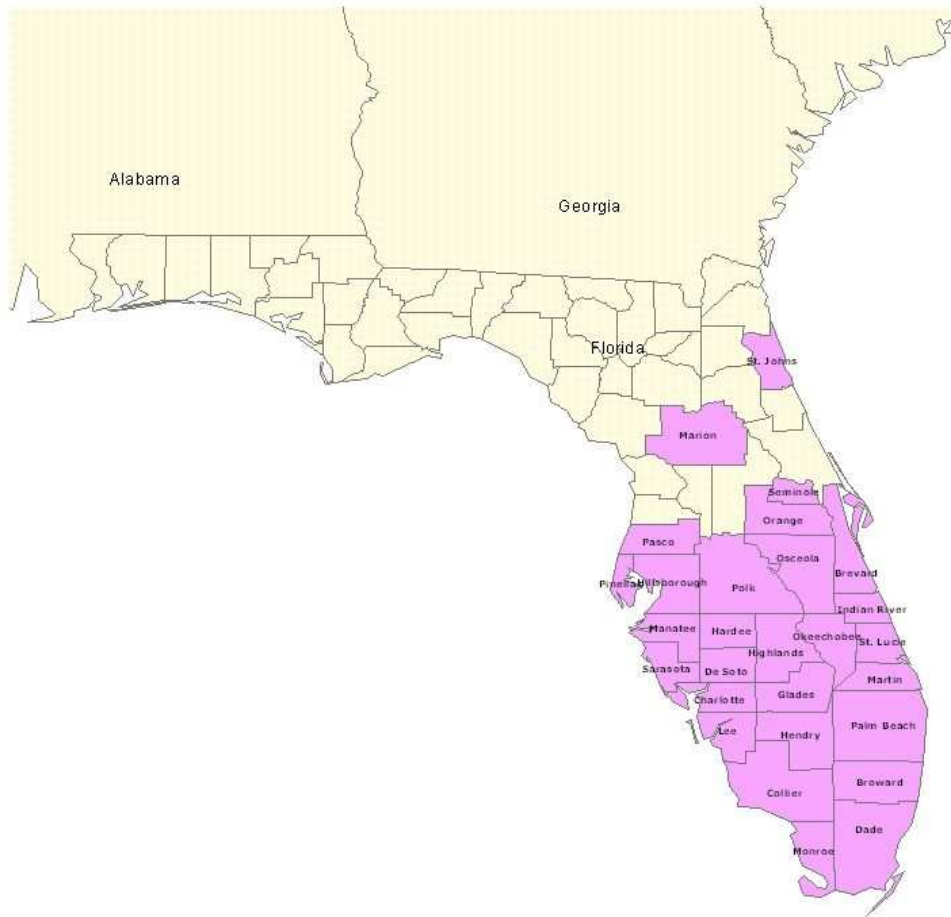 Alabama
Georgia
Florida
St. Johns
Marion
Seminole
Orange
Pasco
Osceola
Pinellas
Hillsborough
Polk
Brevard
Indian River
Manatee
Hardee
Okeechobee
St. Lucie
Highlands
Sarasota
De Soto
Martin
Charlotte
Glades
Lee
Hendry
Palm Beach
Collier
Broward
Dade
Monroe